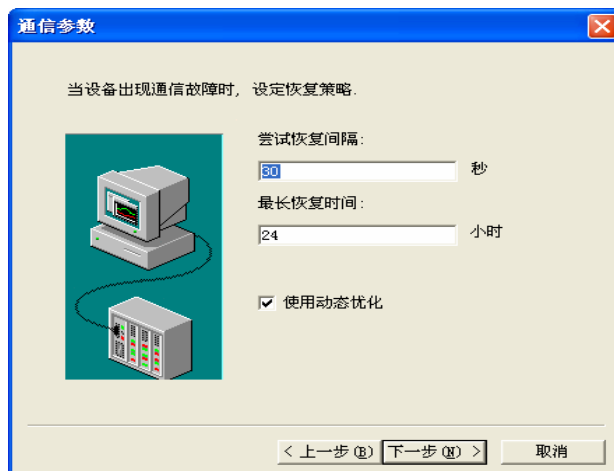 通信参数
当设备出现通信故障时，设定恢复策略.
尝试恢复间隔:
30 秒
最长恢复时间:
24 小时
使用动态优化
< 上一步(B) 下一步(N) > 取消